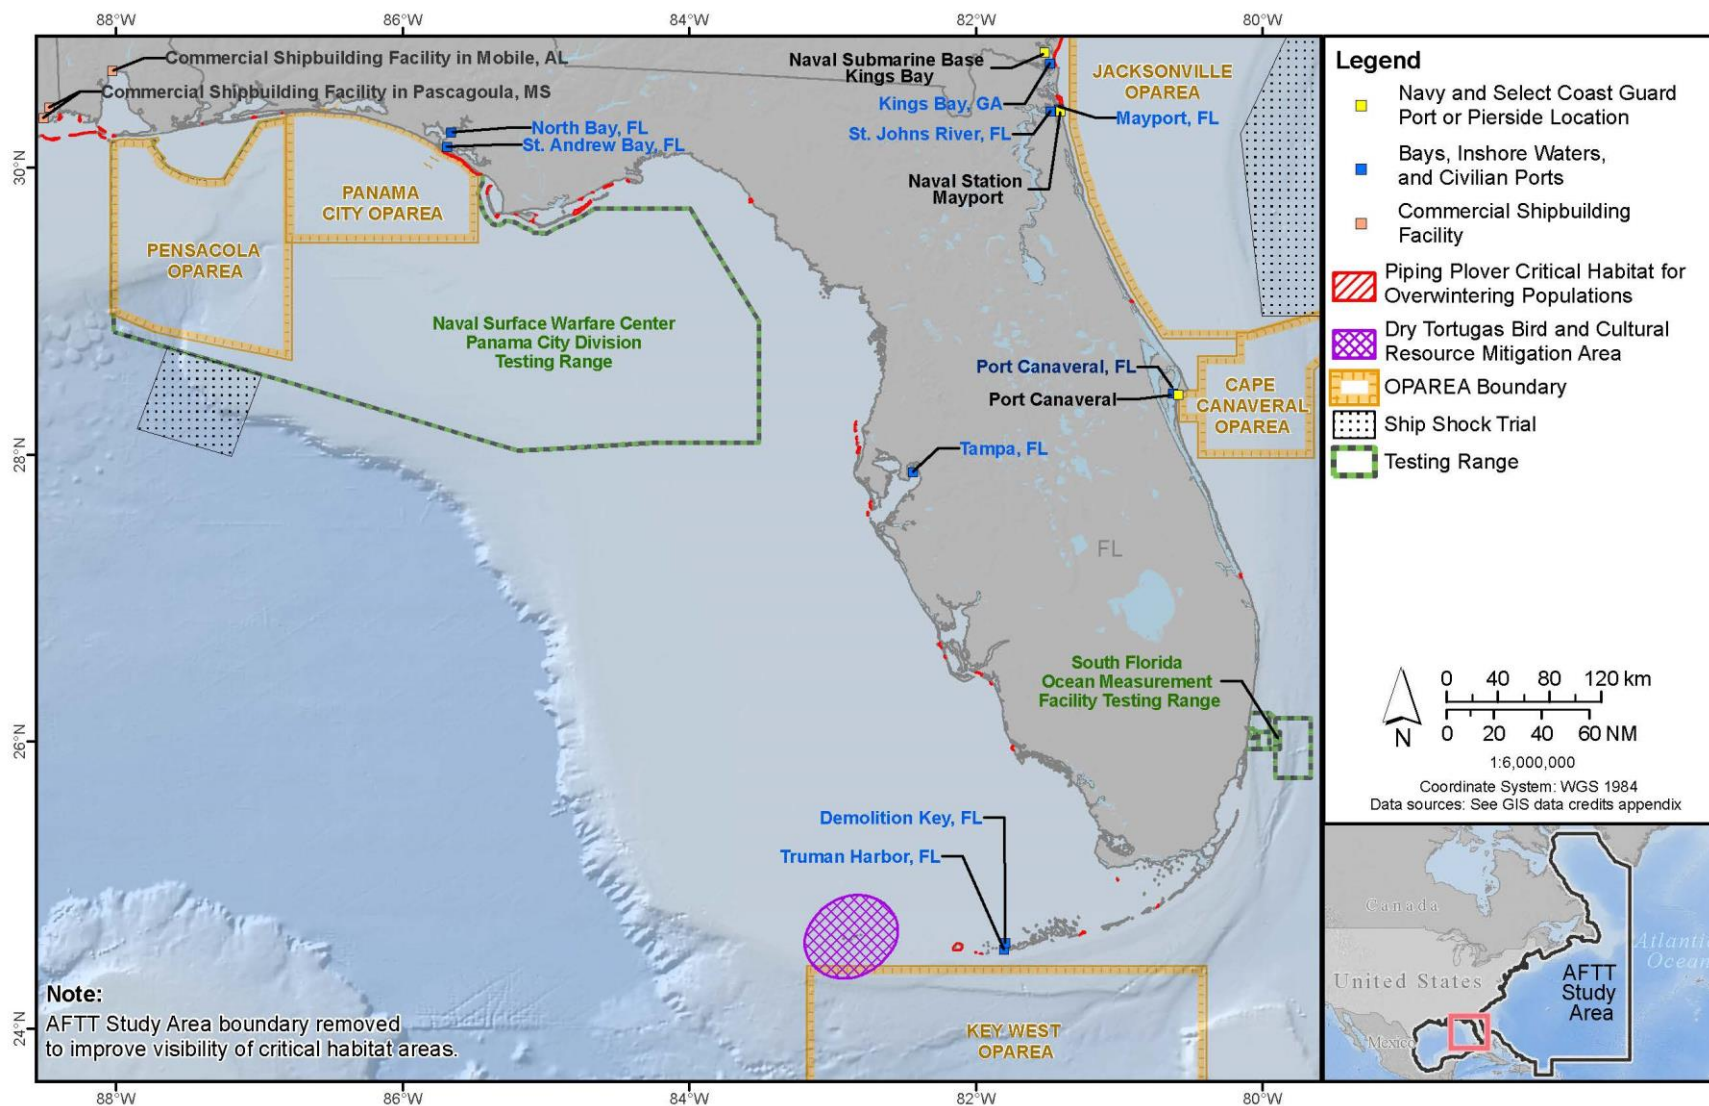 88°W
86°W
84°W
82°W
80°W
Commercial Shipbuilding Facility in Mobile, AL
Commercial Shipbuilding Facility in Pascagoula, MS
Naval Submarine Base
Kings Bay
JACKSONVILLE
OPAREA
Kings Bay, GA
St. Johns River, FL
Mayport, FL
North Bay, FL
St. Andrew Bay, FL
30°N
30°N
Naval Station
Mayport
PANAMA
CITY OPAREA
PENSACOLA
OPAREA
Naval Surface Warfare Center
Panama City Division
Testing Range
Port Canaveral, FL
Port Canaveral
CAPE
CANAVERAL
OPAREA
28°N
28°N
Tampa, FL
FL
South Florida
Ocean Measurement
Facility Testing Range
26°N
26°N
Demolition Key, FL
Truman Harbor, FL
24°N
24°N
KEY WEST
OPAREA
Note:
AFTT Study Area boundary removed
to improve visibility of critical habitat areas.
88°W
86°W
84°W
82°W
80°W
Legend
Navy and Select Coast Guard
Port or Pierside Location
Bays, Inshore Waters,
and Civilian Ports
Commercial Shipbuilding
Facility
Piping Plover Critical Habitat for
Overwintering Populations
Dry Tortugas Bird and Cultural
Resource Mitigation Area
OPAREA Boundary
Ship Shock Trial
Testing Range
N
0 40 80 120 km
0 20 40 60 NM
1:6,000,000
Coordinate System: WGS 1984
Data sources: See GIS data credits appendix
Canada
United States
Mexico
Atlantic
Ocean
AFTT
Study
Area